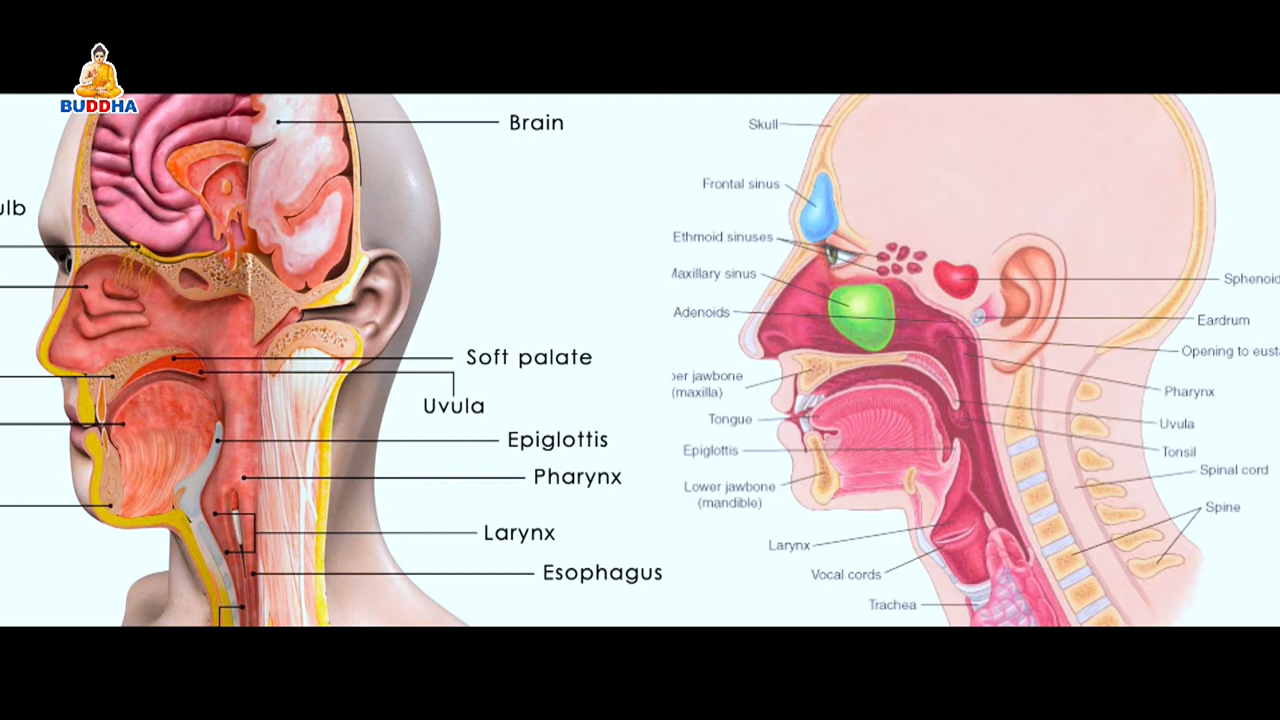 BUDDHA
Brain
ulb
Soft palate
Uvula
Epiglottis
Pharynx
Larynx
Esophagus
Skull
Frontal sinus
Ethmoid sinuses
Maxillary sinus
Adenoids
per jawbone
(maxilla)
Tongue
Epiglottis
Lower jawbone
(mandible)
Larynx
Vocal cords
Trachea
Sphenoid
Eardrum
Opening to eusta
Pharynx
Uvula
Tonsil
Spinal cord
Spine